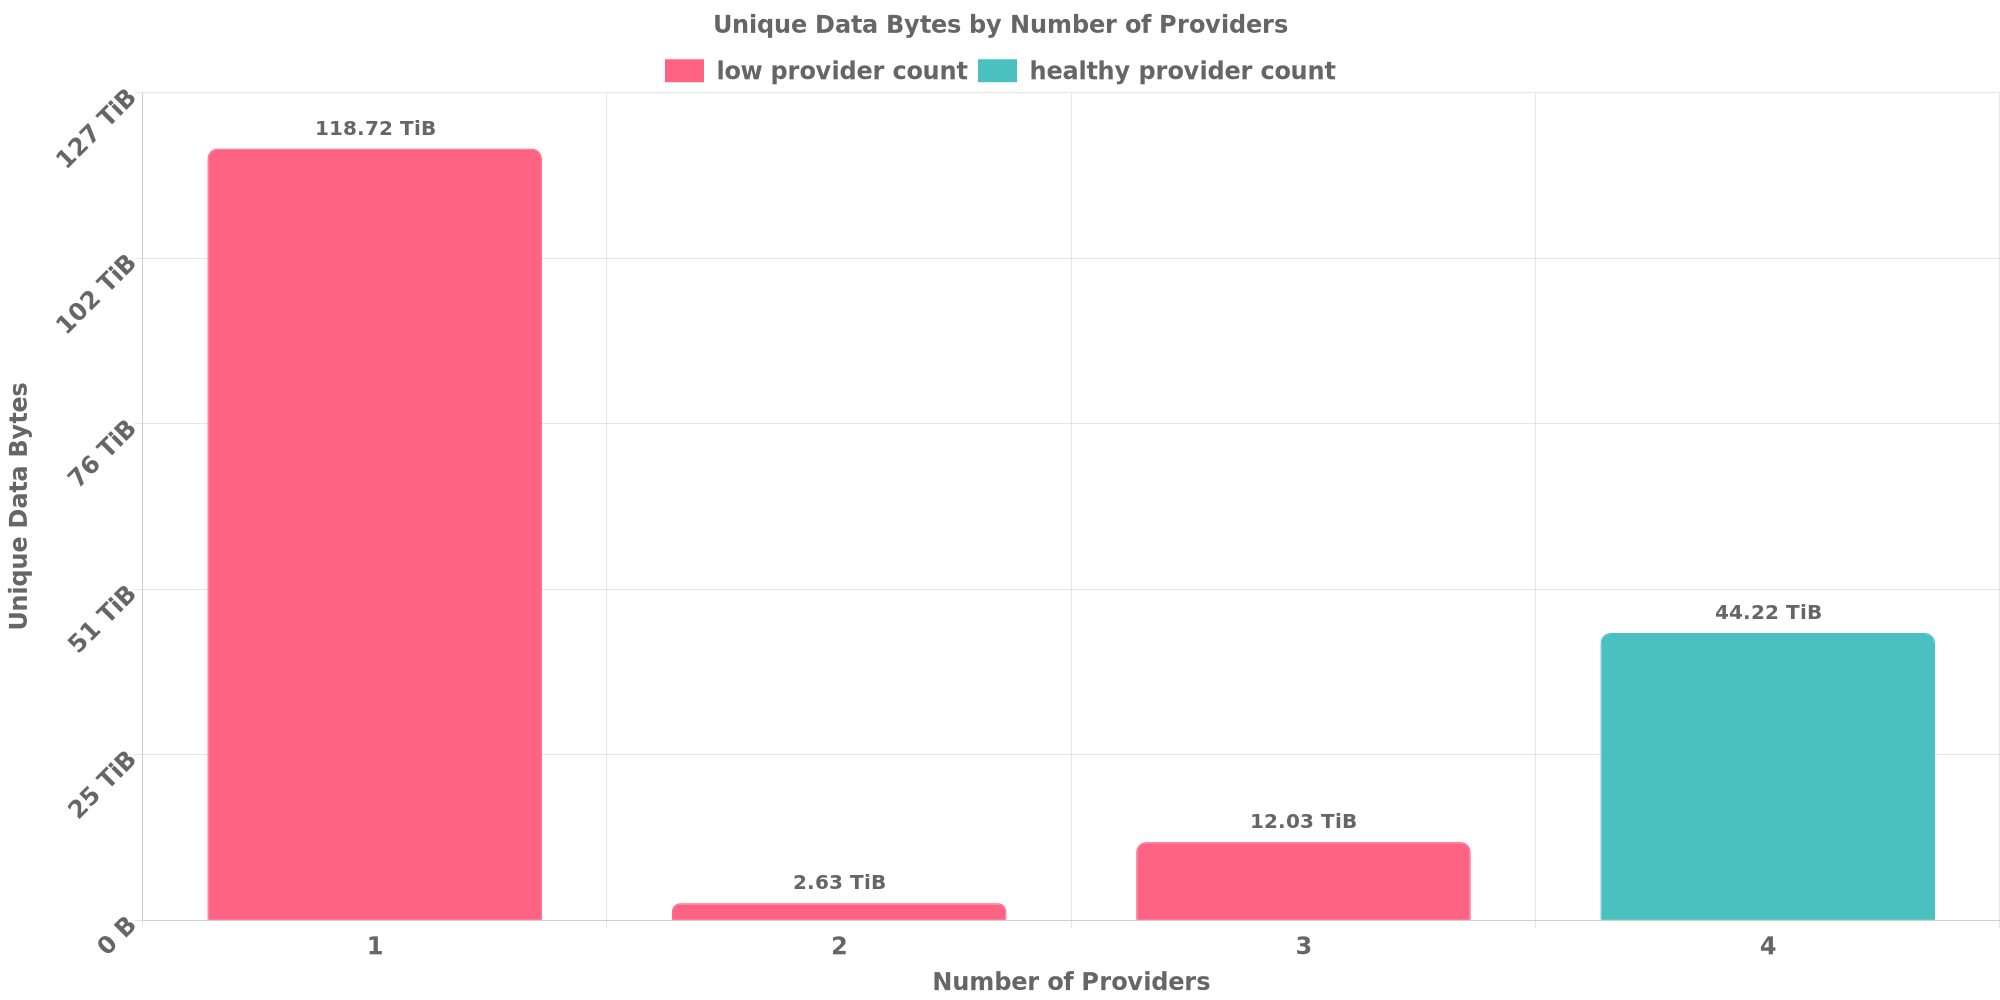 Unique Data Bytes by Number of Providers
low provider count healthy provider count
127 TiB
102 TiB
76 TiB
51 TiB
25 TiB
0 B
Unique Data Bytes
118.72 TiB
2.63 TiB
12.03 TiB
44.22 TiB
1 2 3 4
Number of Providers